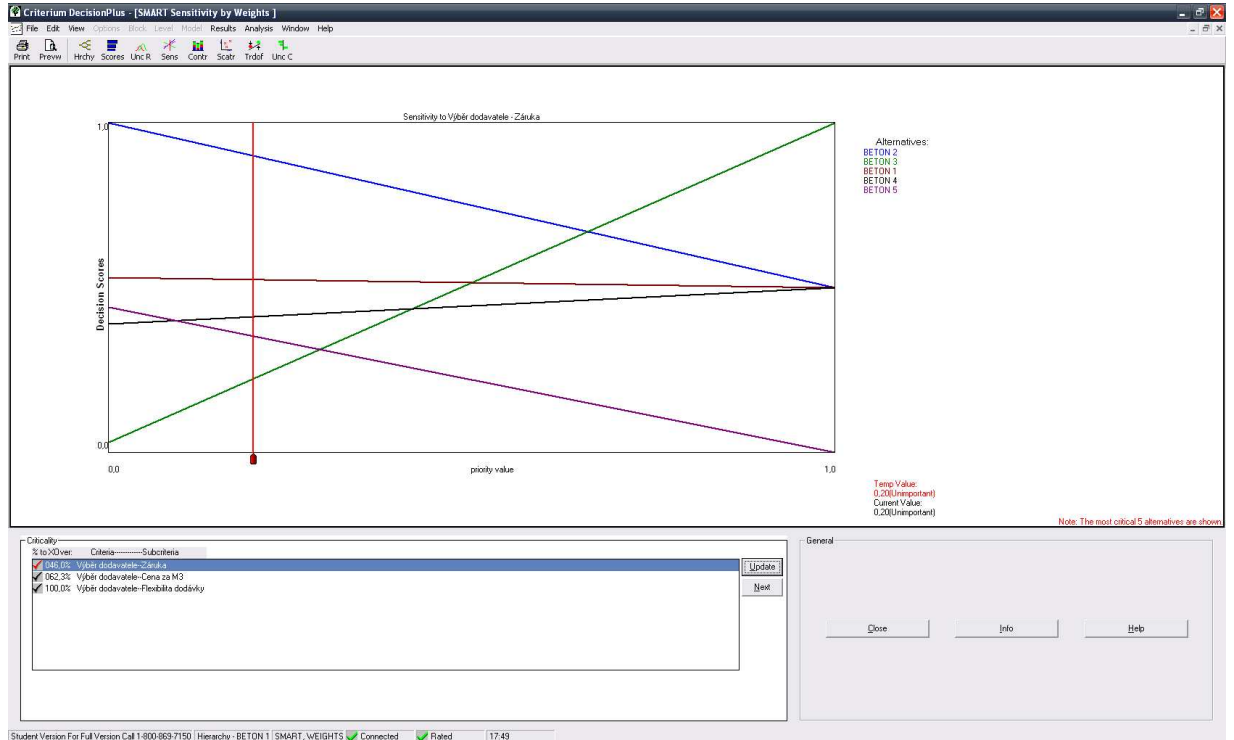 Criterium DecisionPlus - [SMART Sensitivity by Weights ]
File Edit View Options Block Level Model Results Analysis Window Help
Print Prevw Hrchy Scores Unc R Sens Contr Scatr Trdof Unc C
Sensitivity to Výběr dodavatele - Záruka
1,0
Decision Scores
0,0
0,0 priority value 1,0
Alternatives:
BETON 2
BETON 3
BETON 1
BETON 4
BETON 5
Temp Value:
0,20(Unimportant)
Current Value:
0,20(Unimportant)
Note: The most critical 5 alternatives are shown
Criticality
% to XOver: Criteria-------------Subcriteria
046,0% Výběr dodavatele--Záruka
062,3% Výběr dodavatele--Cena za M3
100,0% Výběr dodavatele--Flexibilita dodávky
Update
Next
General
Close Info Help
Student Version For Full Version Call 1-800-869-7150 Hierarchy - BETON 1 SMART, WEIGHTS Connected Rated 17:49